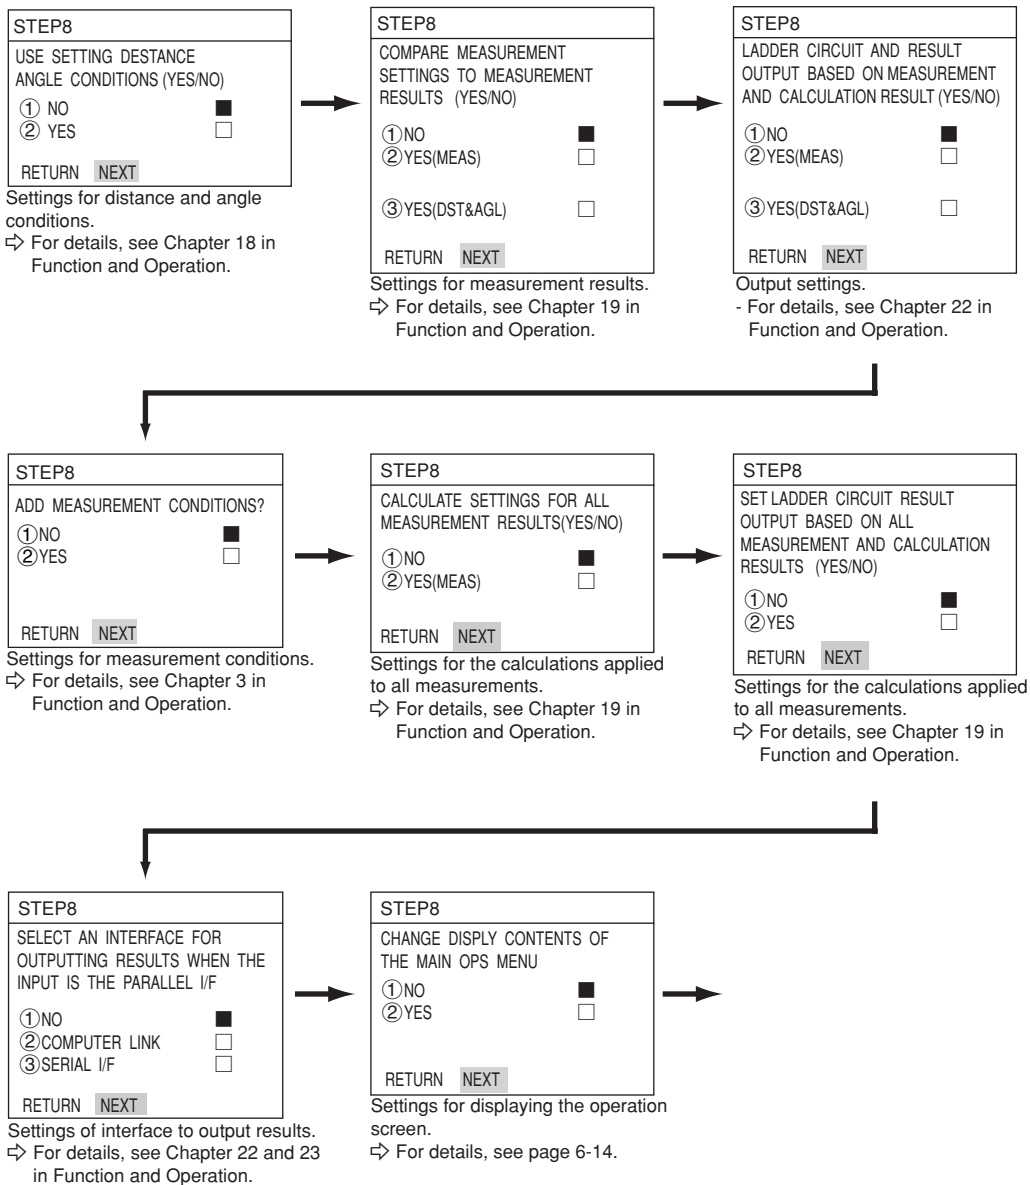 STEP8
USE SETTING DESTANCE
ANGLE CONDITIONS (YES/NO)
① NO
② YES
RETURN NEXT
Settings for distance and angle
conditions.
⇨ For details, see Chapter 18 in
Function and Operation.
STEP8
COMPARE MEASUREMENT
SETTINGS TO MEASUREMENT
RESULTS (YES/NO)
①NO
②YES(MEAS)
③YES(DST&AGL)
RETURN NEXT
Settings for measurement results.
⇨ For details, see Chapter 19 in
Function and Operation.
STEP8
LADDER CIRCUIT AND RESULT
OUTPUT BASED ON MEASUREMENT
AND CALCULATION RESULT (YES/NO)
①NO
②YES(MEAS)
③YES(DST&AGL)
RETURN NEXT
Output settings.
- For details, see Chapter 22 in
Function and Operation.
STEP8
ADD MEASUREMENT CONDITIONS?
①NO
②YES
RETURN NEXT
Settings for measurement conditions.
⇨ For details, see Chapter 3 in
Function and Operation.
STEP8
CALCULATE SETTINGS FOR ALL
MEASUREMENT RESULTS(YES/NO)
①NO
②YES(MEAS)
RETURN NEXT
Settings for the calculations applied
to all measurements.
⇨ For details, see Chapter 19 in
Function and Operation.
STEP8
SET LADDER CIRCUIT RESULT
OUTPUT BASED ON ALL
MEASUREMENT AND CALCULATION
RESULTS (YES/NO)
①NO
②YES
RETURN NEXT
Settings for the calculations applied
to all measurements.
⇨ For details, see Chapter 19 in
Function and Operation.
STEP8
SELECT AN INTERFACE FOR
OUTPUTTING RESULTS WHEN THE
INPUT IS THE PARALLEL I/F
①NO
②COMPUTER LINK
③SERIAL I/F
RETURN NEXT
Settings of interface to output results.
⇨ For details, see Chapter 22 and 23
in Function and Operation.
STEP8
CHANGE DISPLY CONTENTS OF
THE MAIN OPS MENU
①NO
②YES
RETURN NEXT
Settings for displaying the operation
screen.
⇨ For details, see page 6-14.